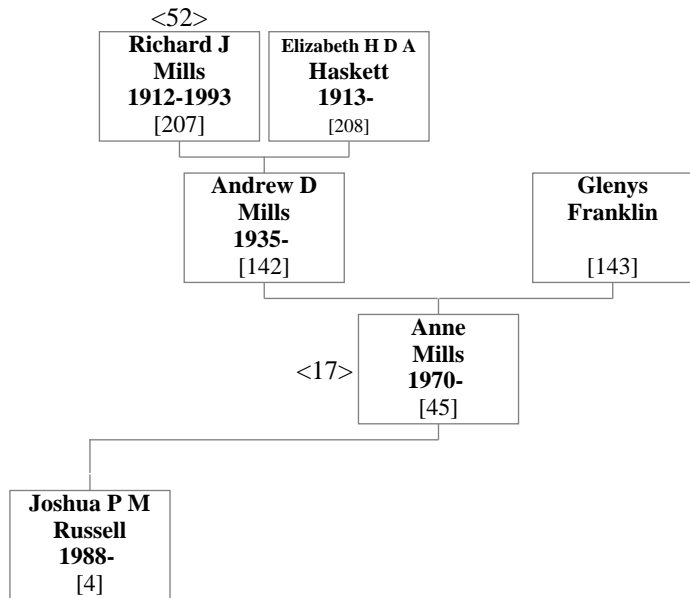 <52>
Richard J
Mills
1912-1993
[207]
Elizabeth H D A
Haskett
1913-
[208]
Andrew D
Mills
1935-
[142]
Glenys
Franklin
[143]
<17>
Anne
Mills
1970-
[45]
Joshua P M
Russell
1988-
[4]